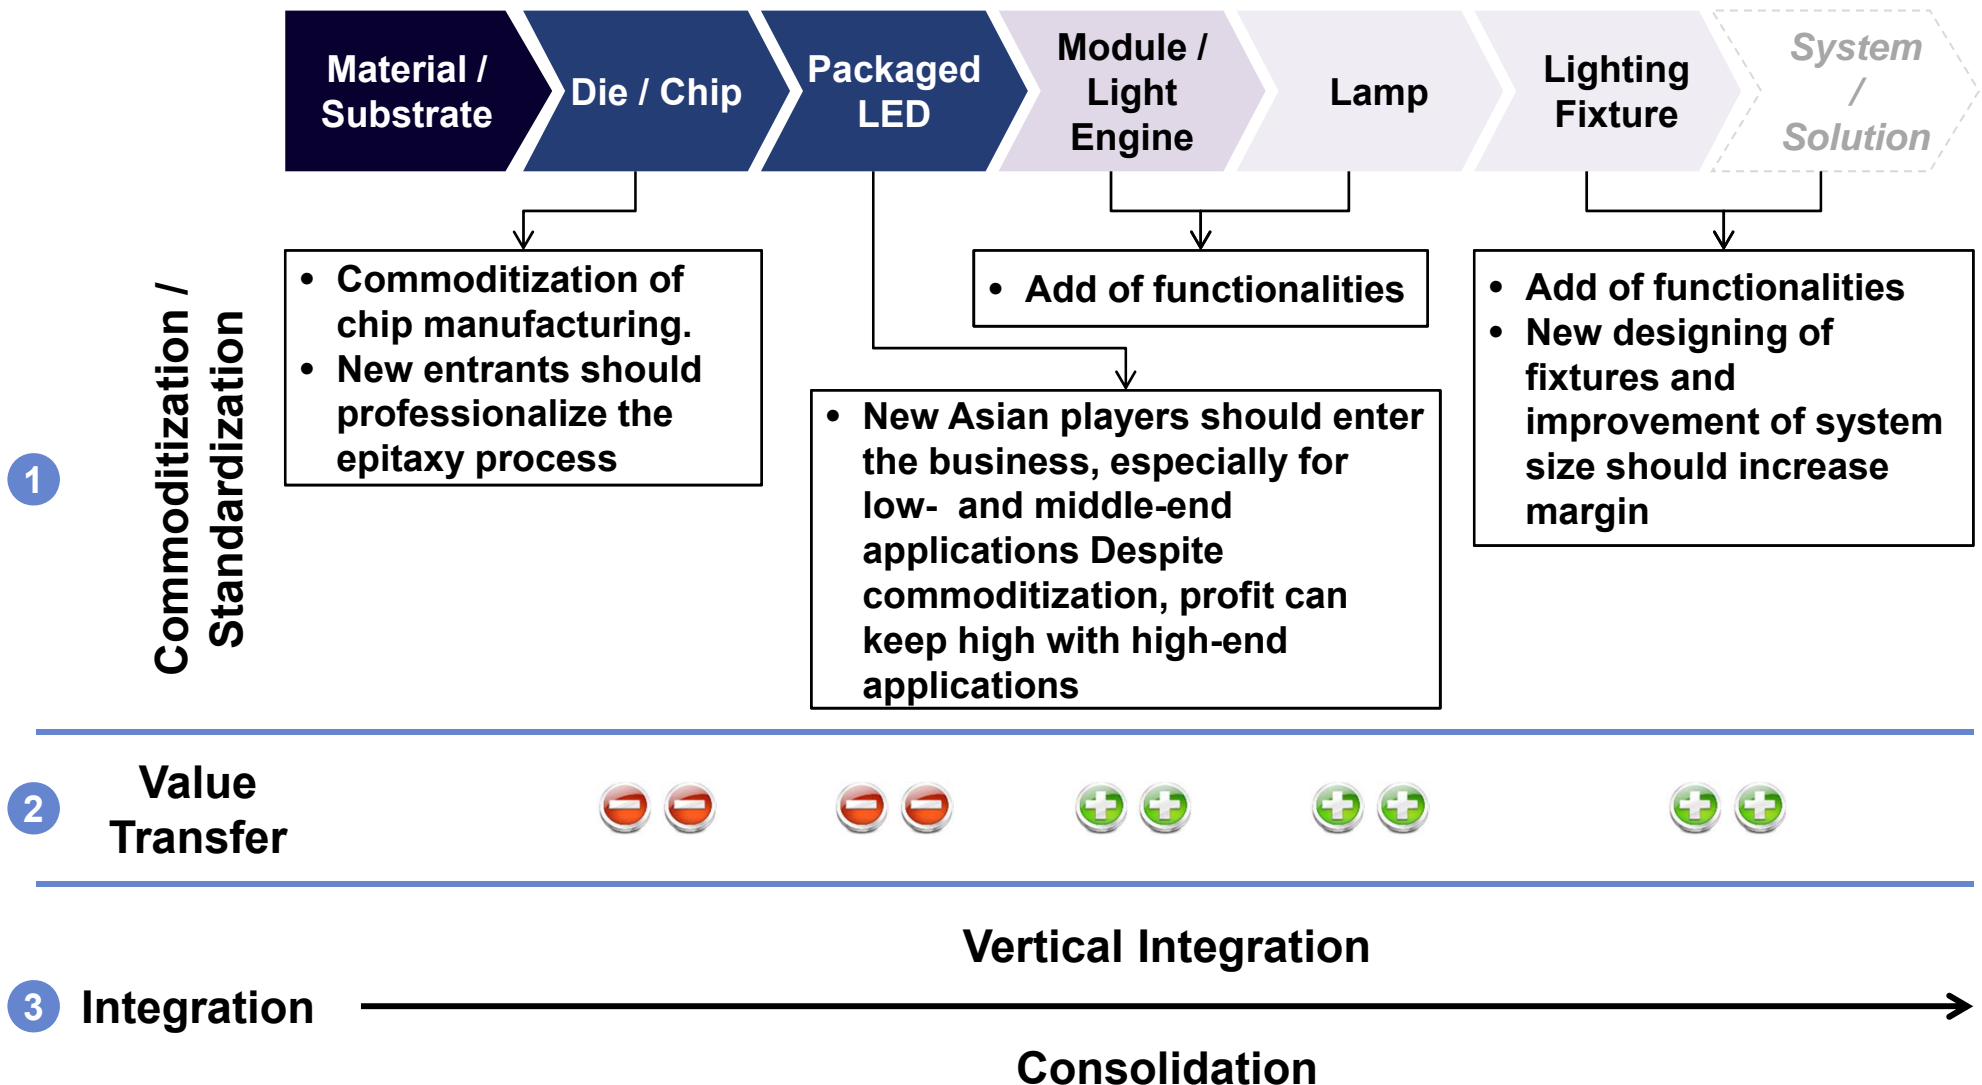 Material /
Substrate
Die / Chip
Packaged
LED
Module /
Light
Engine
Lamp
Lighting
Fixture
System
/
Solution
1
Commoditization /
Standardization
• Commoditization of
chip manufacturing.
• New entrants should
professionalize the
epitaxy process
• New Asian players should enter
the business, especially for
low-  and middle-end
applications Despite
commoditization, profit can
keep high with high-end
applications
• Add of functionalities
• Add of functionalities
• New designing of
fixtures and
improvement of system
size should increase
margin
2
Value
Transfer
3
Integration
Vertical Integration
Consolidation